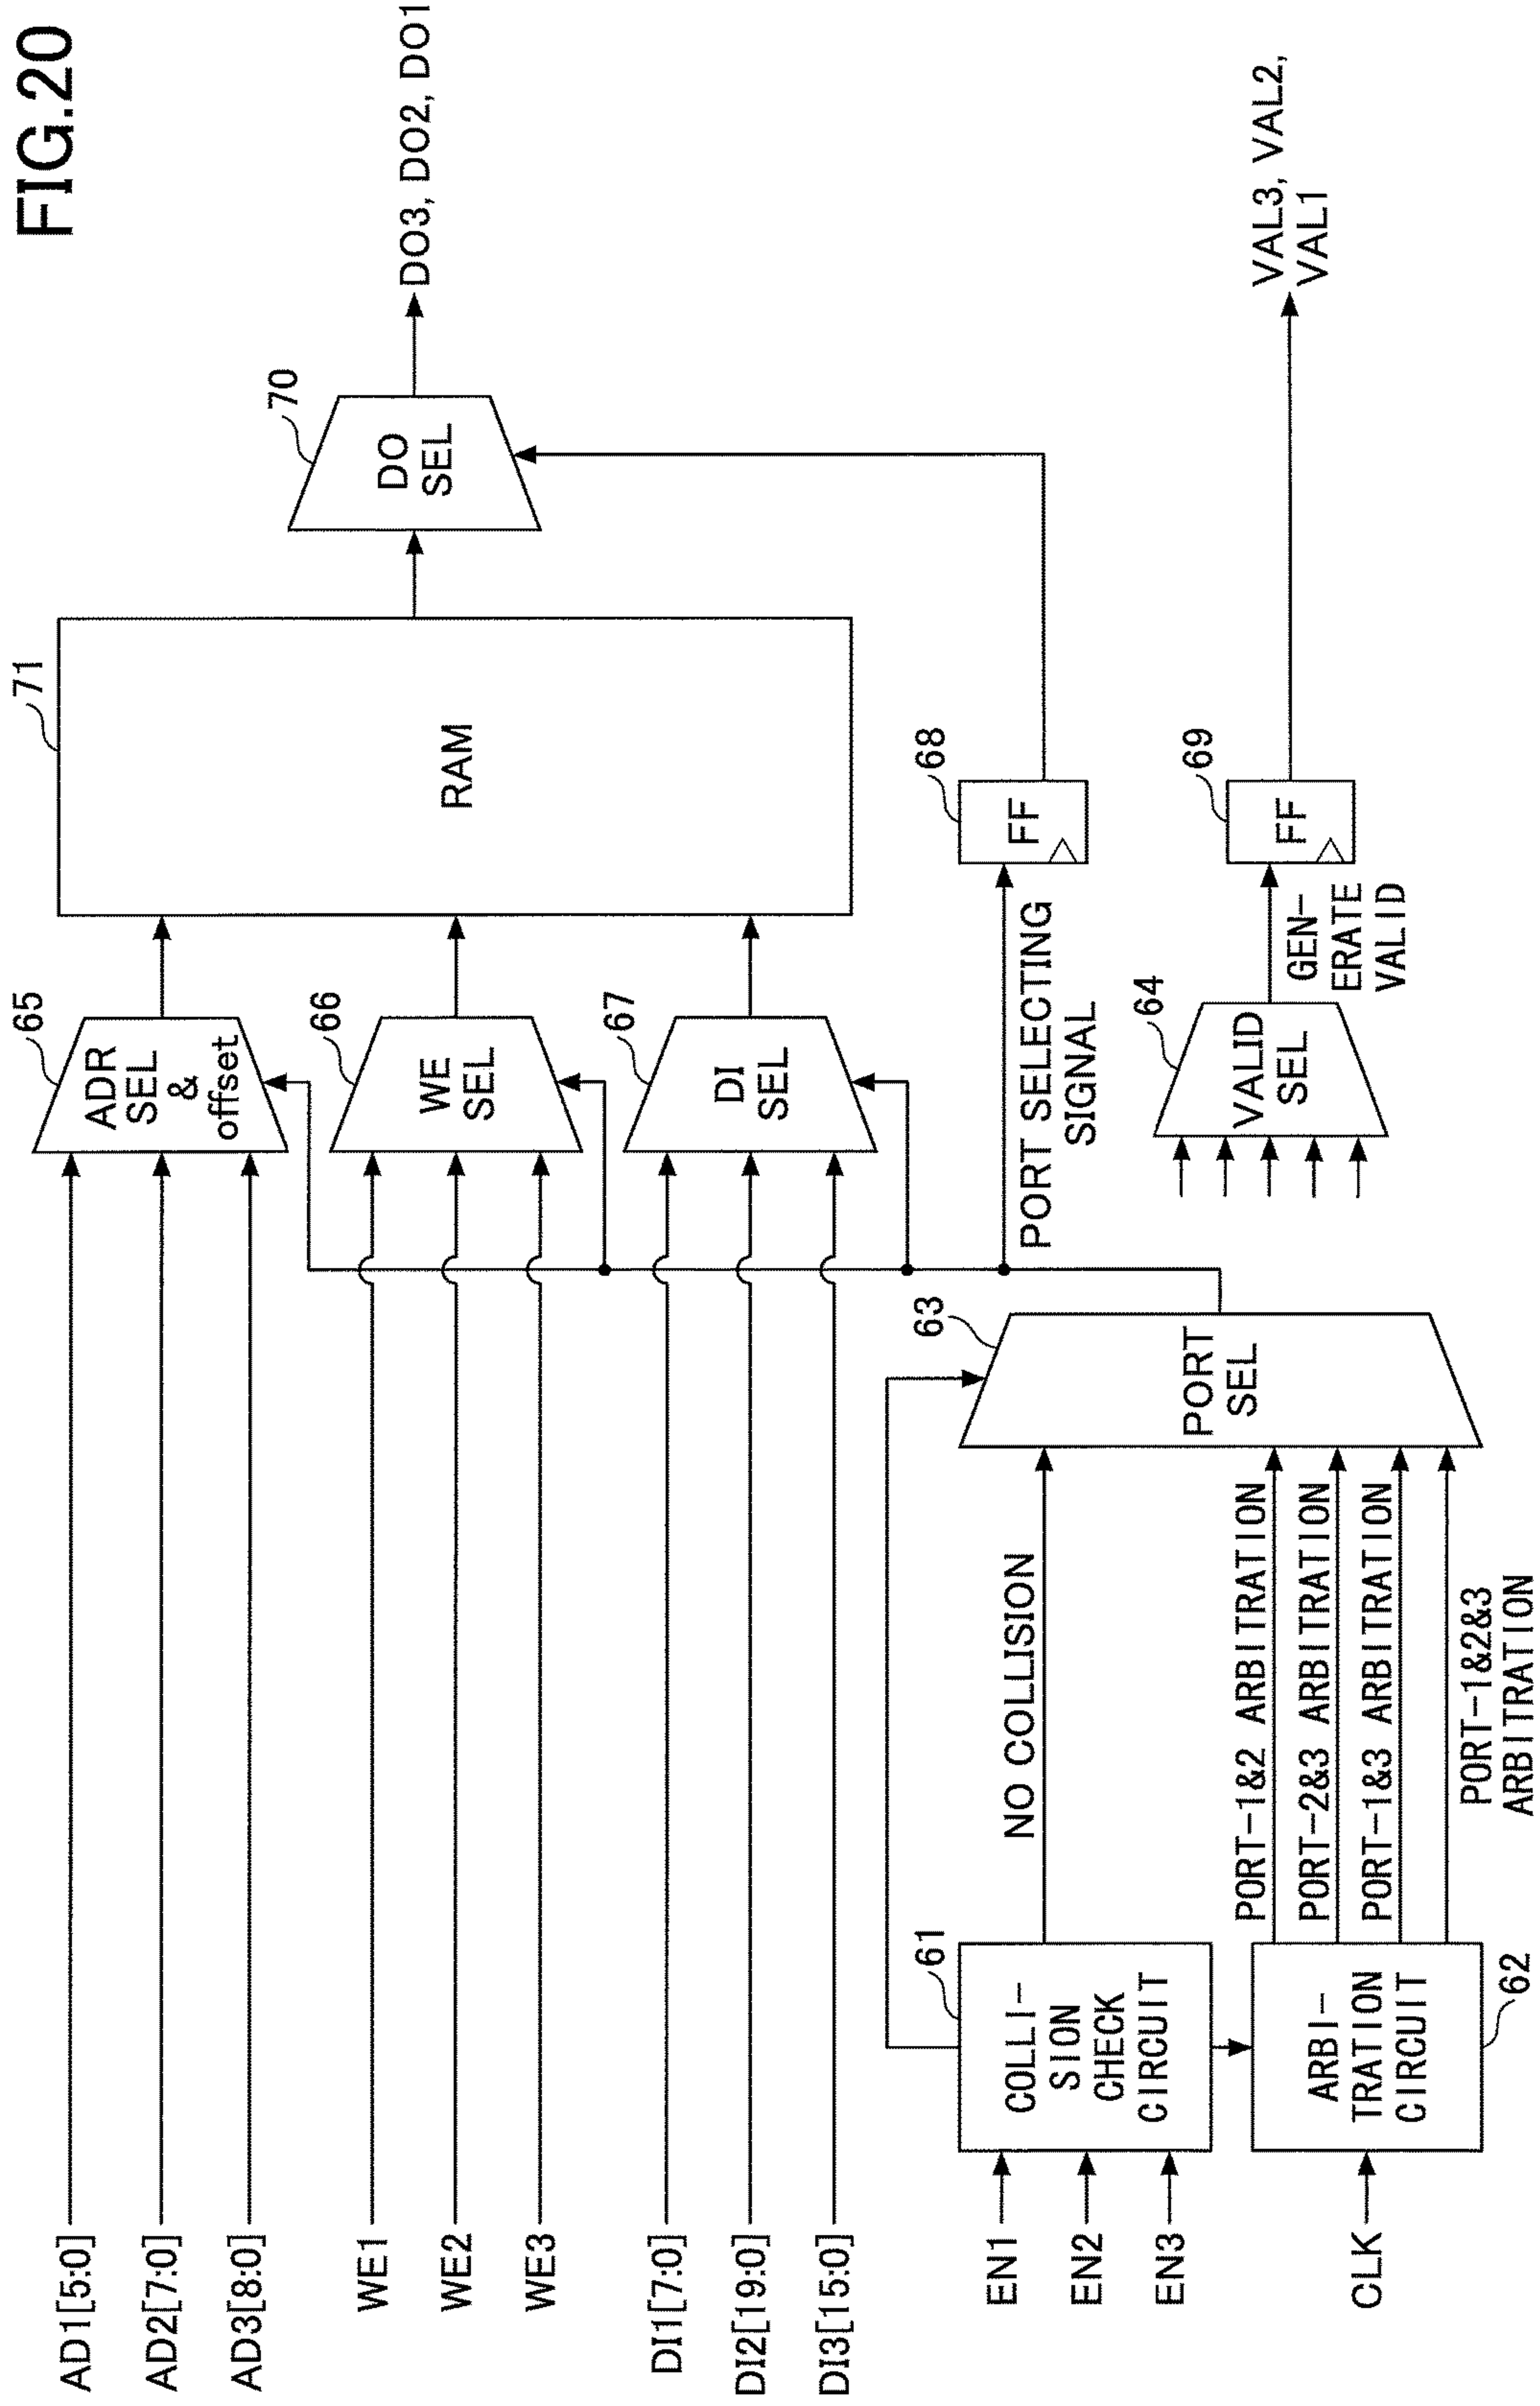 FIG.20
AD1[5:0]
AD2[7:0]
AD3[8:0]
WE1
WE2
WE3
DI1[7:0]
DI2[19:0]
DI3[15:0]
EN1
EN2
EN3
CLK
61
COLLI-
SION
CHECK
CIRCUIT
62
ARBI-
TRATION
CIRCUIT
NO COLLISION
PORT-1&2 ARBITRATION
PORT-2&3 ARBITRATION
PORT-1&3 ARBITRATION
PORT-1&2&3
ARBITRATION
63
PORT
SEL
65
ADR
SEL
&
offset
66
WE
SEL
67
DI
SEL
PORT SELECTING
SIGNAL
64
VALID
SEL
GEN-
ERATE
VALID
71
RAM
68
FF
69
FF
70
DO
SEL
DO3, DO2, DO1
VAL3, VAL2,
VAL1